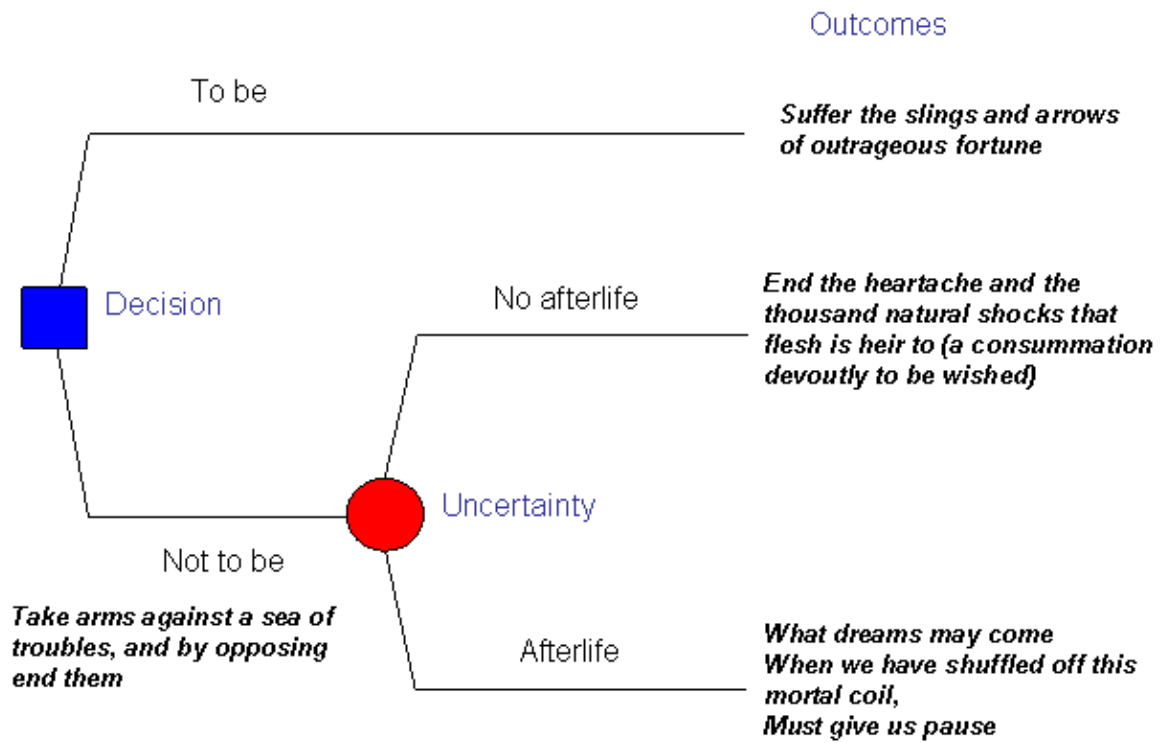 Outcomes
To be
Suffer the slings and arrows
of outrageous fortune
Decision
No afterlife
End the heartache and the
thousand natural shocks that
flesh is heir to (a consummation
devoutly to be wished)
Uncertainty
Not to be
Take arms against a sea of
troubles, and by opposing
end them
Afterlife
What dreams may come
When we have shuffled off this
mortal coil,
Must give us pause